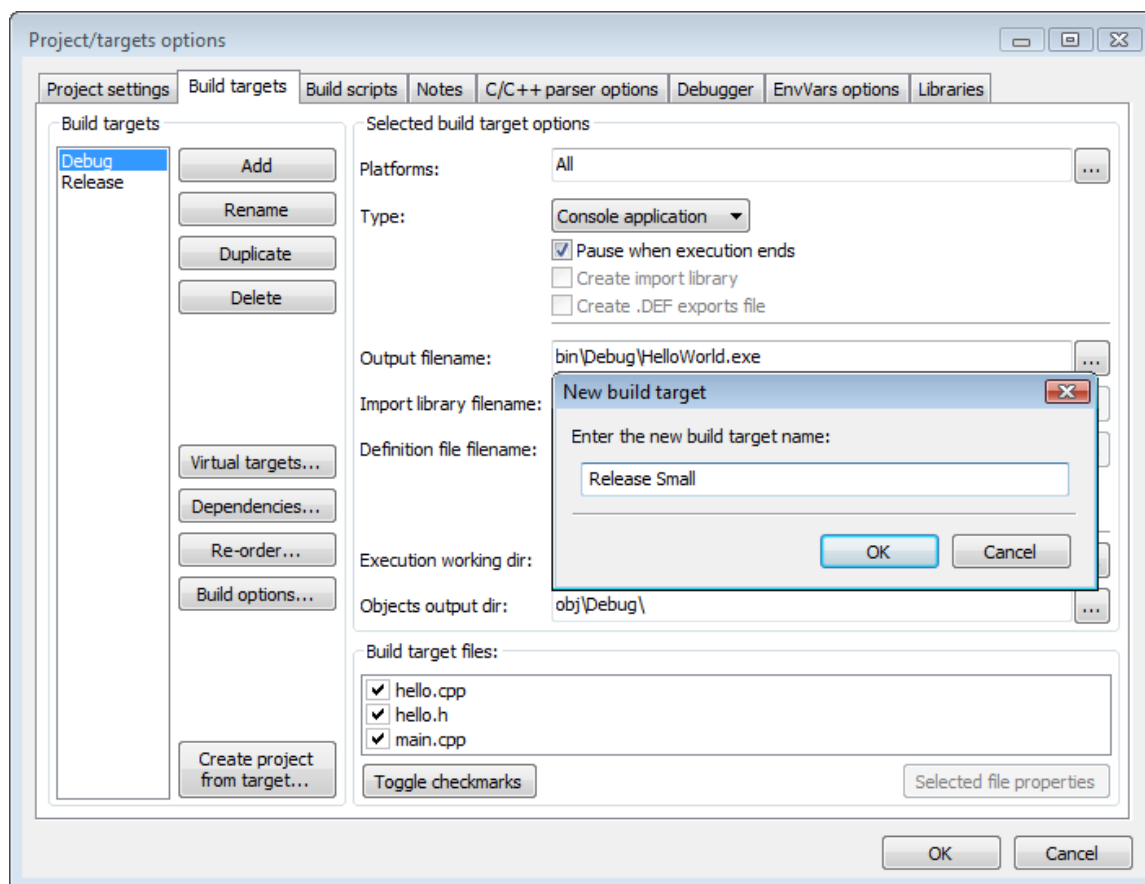 Project/targets options
Project settings Build targets Build scripts Notes C/C++ parser options Debugger EnvVars options Libraries
Build targets
Debug
Release
Add
Rename
Duplicate
Delete
Virtual targets...
Dependencies...
Re-order...
Build options...
Create project
from target...
Selected build target options
Platforms: All ...
Type: Console application
Pause when execution ends
Create import library
Create .DEF exports file
Output filename: bin\Debug\HelloWorld.exe ...
Import library filename:
Definition file filename:
Execution working dir:
Objects output dir: obj\Debug\ ...
New build target
Enter the new build target name:
Release Small
OK Cancel
Build target files:
hello.cpp
hello.h
main.cpp
Toggle checkmarks Selected file properties
OK Cancel